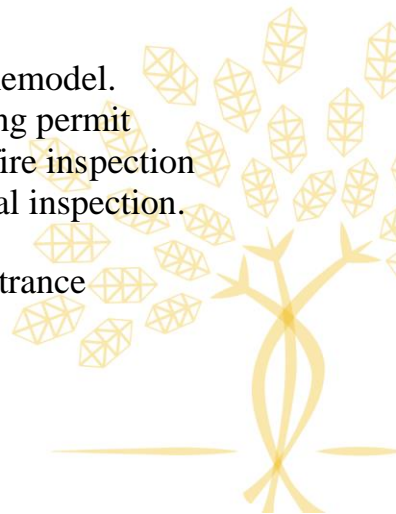 emodel.
ng permit
fire inspection
al inspection.
trance